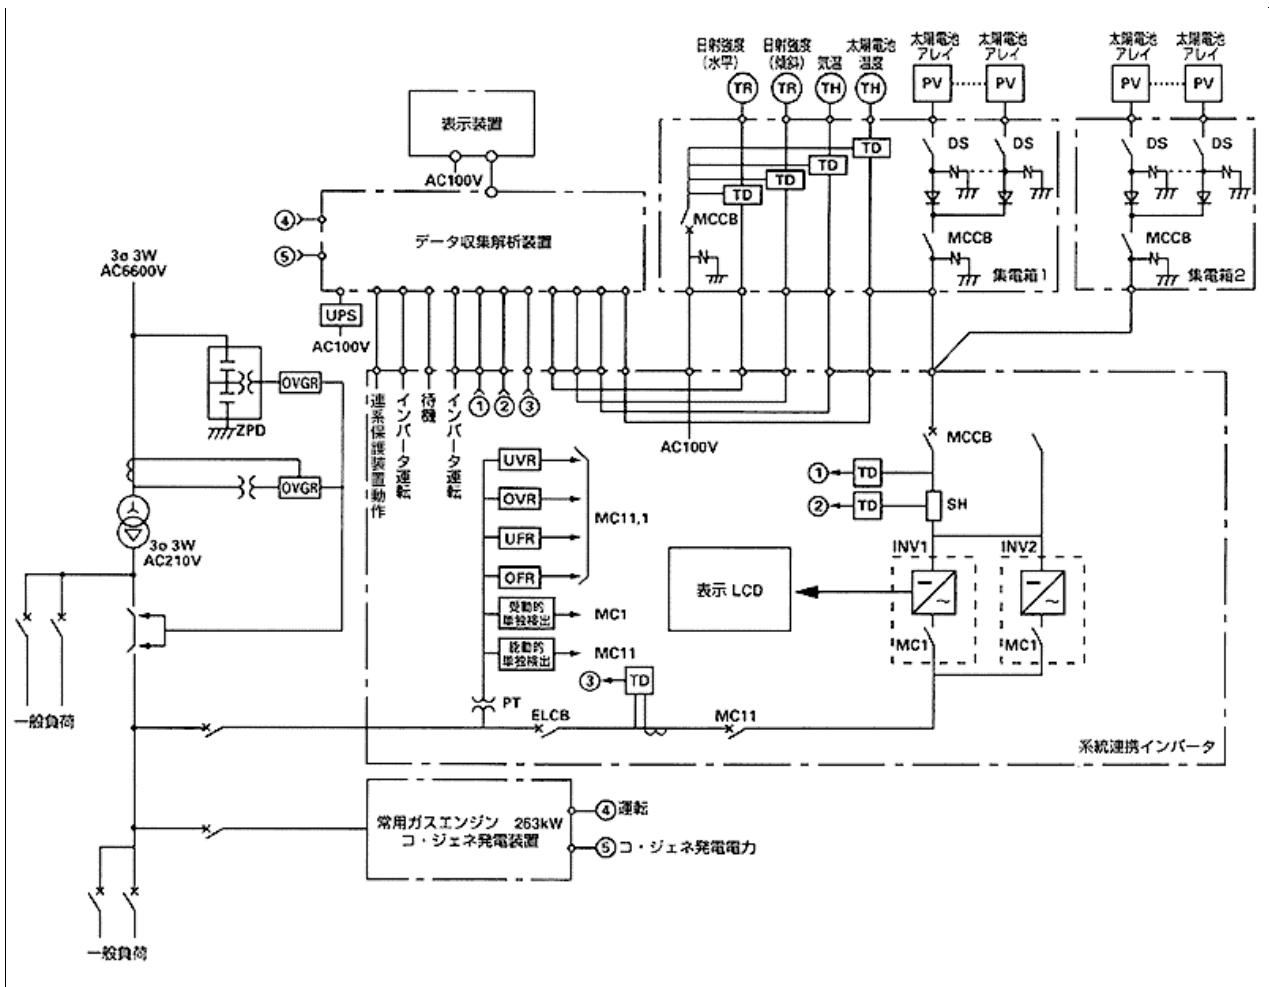 日射強度
(水平)
日射強度
(傾斜)
気温
太陽電池
温度
太陽電池
アレイ
太陽電池
アレイ
太陽電池
アレイ
太陽電池
アレイ
TR
TR
TH
TH
PV
PV
PV
PV
表示装置
AC100V
DS
DS
DS
DS
TD
TD
TD
TD
N
N
N
N
MCCB
MCCB
MCCB
N
N
N
集電箱1
集電箱2
④
⑤
データ収集解析装置
UPS
AC100V
3ø 3W
AC6600V
OVGR
ZPD
OVGR
3ø 3W
AC210V
連系保護装置動作
インバータ運転
待機
インバータ運転
①
②
③
AC100V
UVR
OVR
UFR
OFR
MC11,1
受動的
単独検出
MC1
能動的
単独検出
MC11
MCCB
①
TD
②
TD
SH
INV1
INV2
表示 LCD
MC1
MC1
③
TD
PT
ELCB
MC11
系統連携インバータ
一般負荷
常用ガスエンジン 263kW
コ・ジェネ発電装置
④運転
⑤コ・ジェネ発電電力
一般負荷